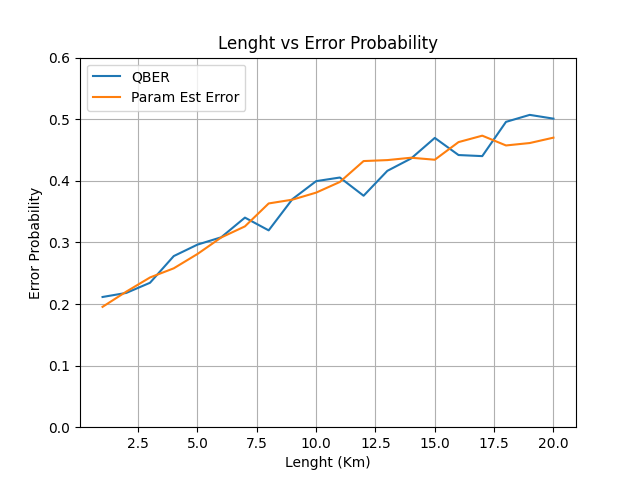 Lenght vs Error Probability
QBER
Param Est Error
Error Probability
0.6
0.5
0.4
0.3
0.2
0.1
0.0
2.5 5.0 7.5 10.0 12.5 15.0 17.5 20.0
Lenght (Km)